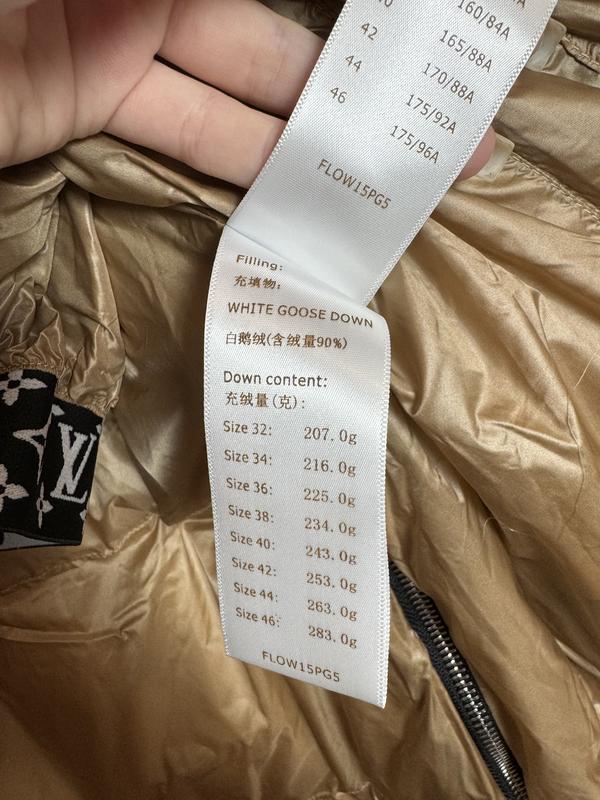 160/84A
42 165/88A
44 170/88A
46 175/92A
175/96A
FLOW15PG5
Filling:
充填物:
WHITE GOOSE DOWN
白鹅绒(含绒量90%)
Down content:
充绒量(克):
Size 32: 207.0g
Size 34: 216.0g
Size 36: 225.0g
Size 38: 234.0g
Size 40: 243.0g
Size 42: 253.0g
Size 44: 263.0g
Size 46: 283.0g
FLOW15PG5
LV